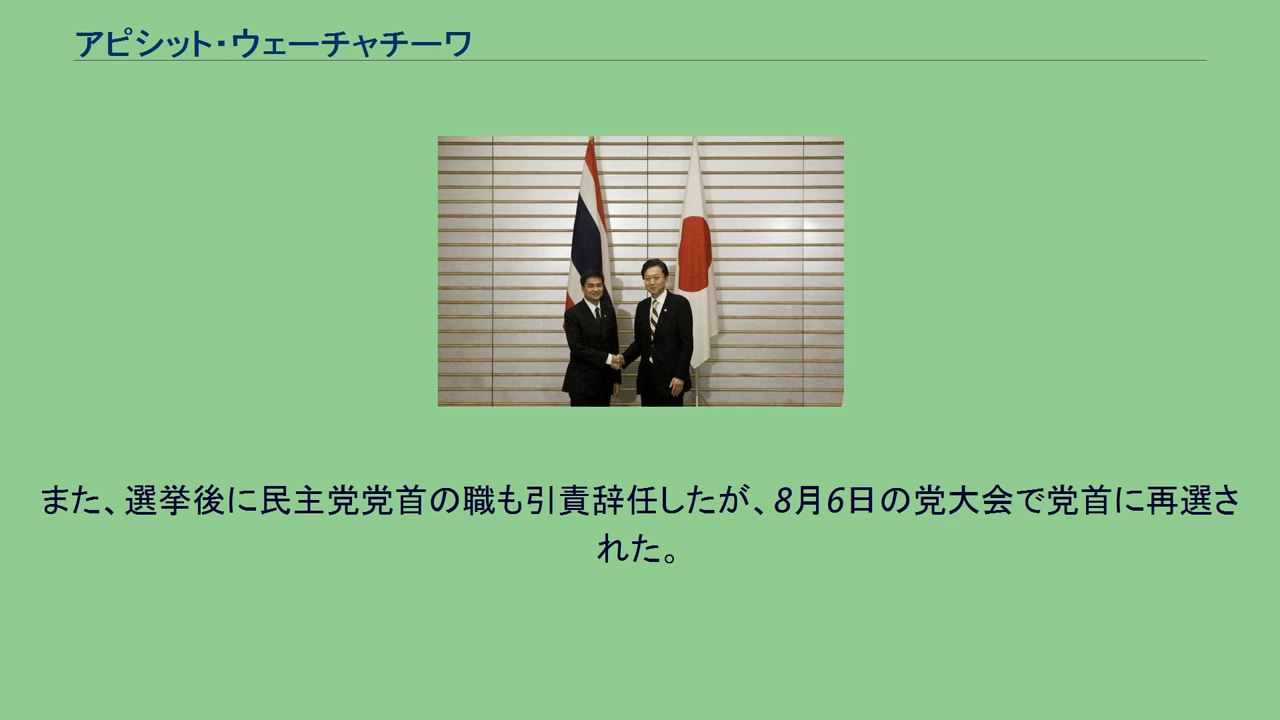 アピシット・ウェーチャチーワ
また、選挙後に民主党党首の職も引責辞任したが、8月6日の党大会で党首に再選さ
れた。